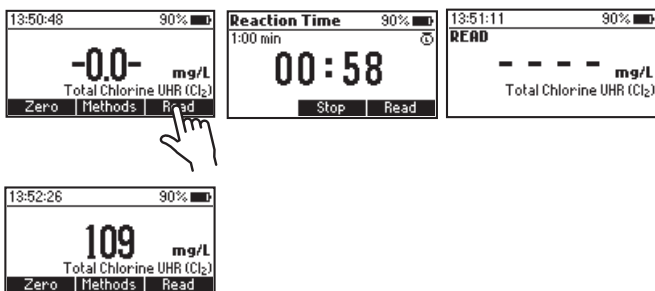 13:50:48 90%
-0.0- mg/L
Total Chlorine UHR (Cl₂)
Zero Methods Read
Reaction Time 90%
1:00 min
00:58
Stop Read
13:51:11 90%
READ
- - - - mg/L
Total Chlorine UHR (Cl₂)
13:52:26 90%
109 mg/L
Total Chlorine UHR (Cl₂)
Zero Methods Read